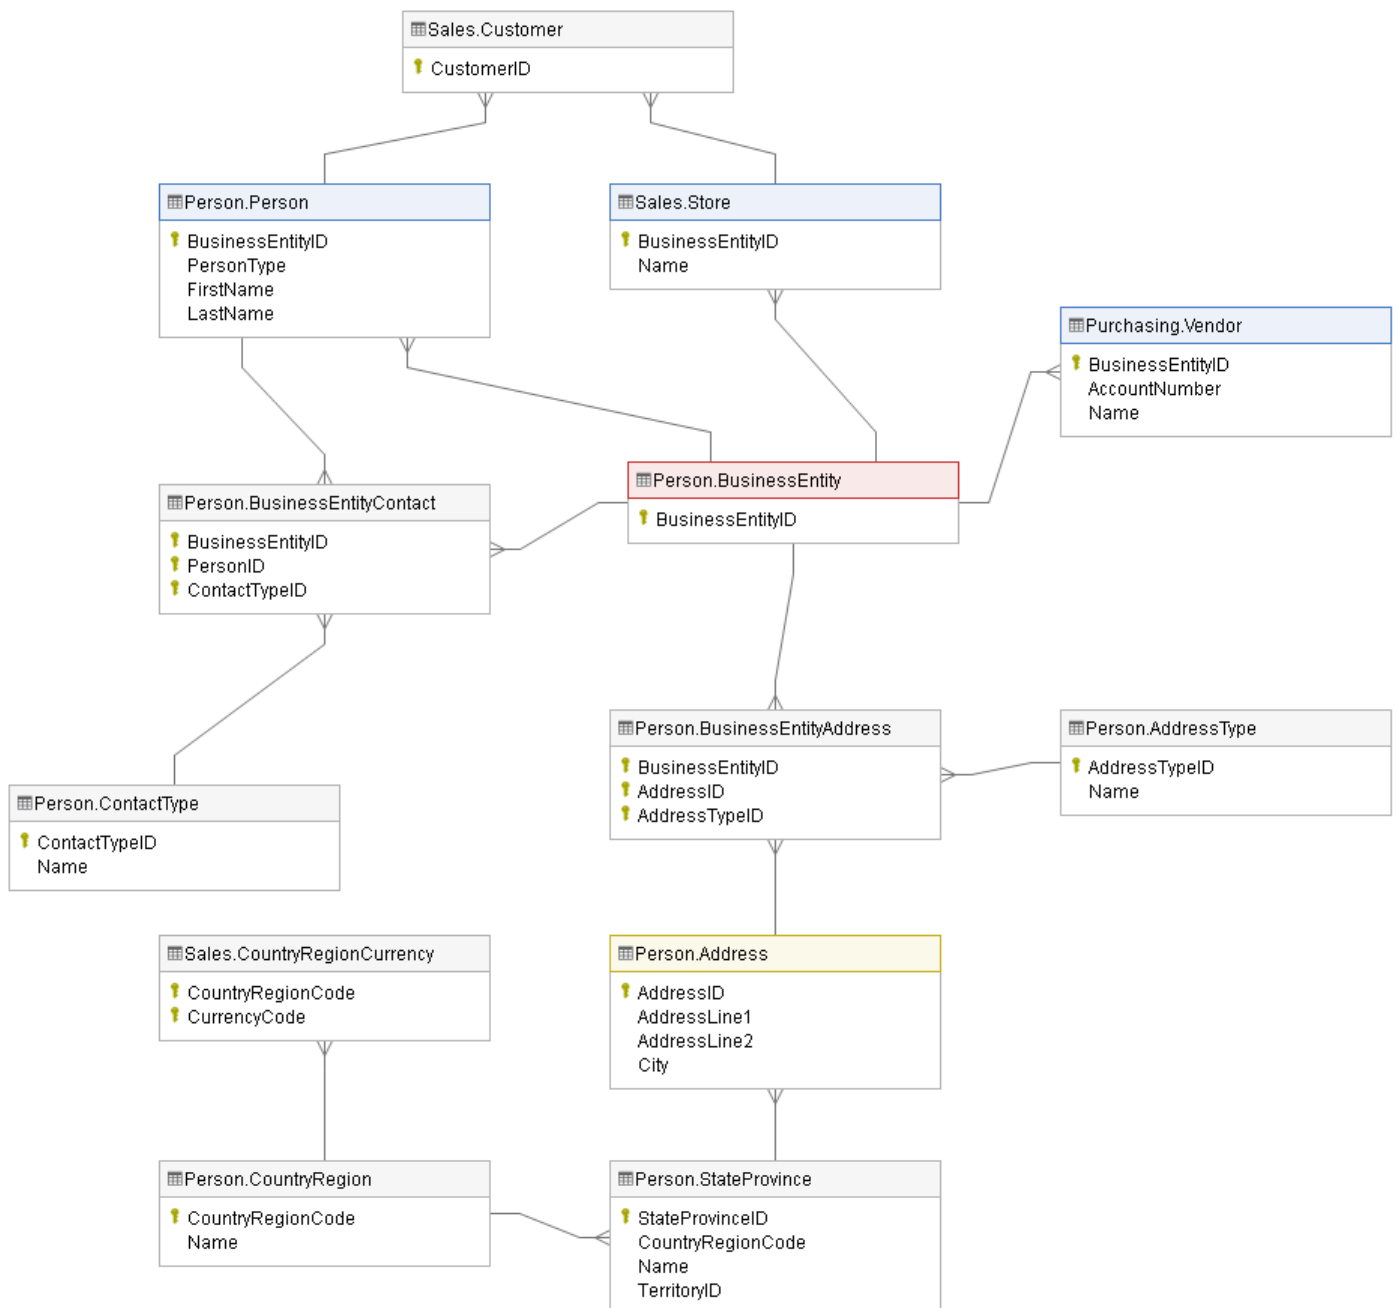 Sales.Customer
CustomerID
Person.Person
BusinessEntityID
PersonType
FirstName
LastName
Sales.Store
BusinessEntityID
Name
Purchasing.Vendor
BusinessEntityID
AccountNumber
Name
Person.BusinessEntity
BusinessEntityID
Person.BusinessEntityContact
BusinessEntityID
PersonID
ContactTypeID
Person.BusinessEntityAddress
BusinessEntityID
AddressID
AddressTypeID
Person.AddressType
AddressTypeID
Name
Person.ContactType
ContactTypeID
Name
Sales.CountryRegionCurrency
CountryRegionCode
CurrencyCode
Person.Address
AddressID
AddressLine1
AddressLine2
City
Person.CountryRegion
CountryRegionCode
Name
Person.StateProvince
StateProvinceID
CountryRegionCode
Name
TerritoryID